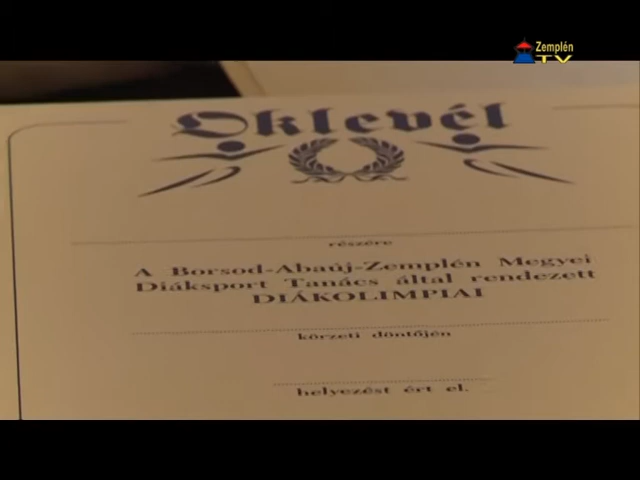 Zemplén
TV
Oklevél
részére
A Borsod-Abaúj-Zemplén Megyei
Diáksport Tanács által rendezett
DIÁKOLIMPIAI
körzeti döntőjén
helyezést ért el.